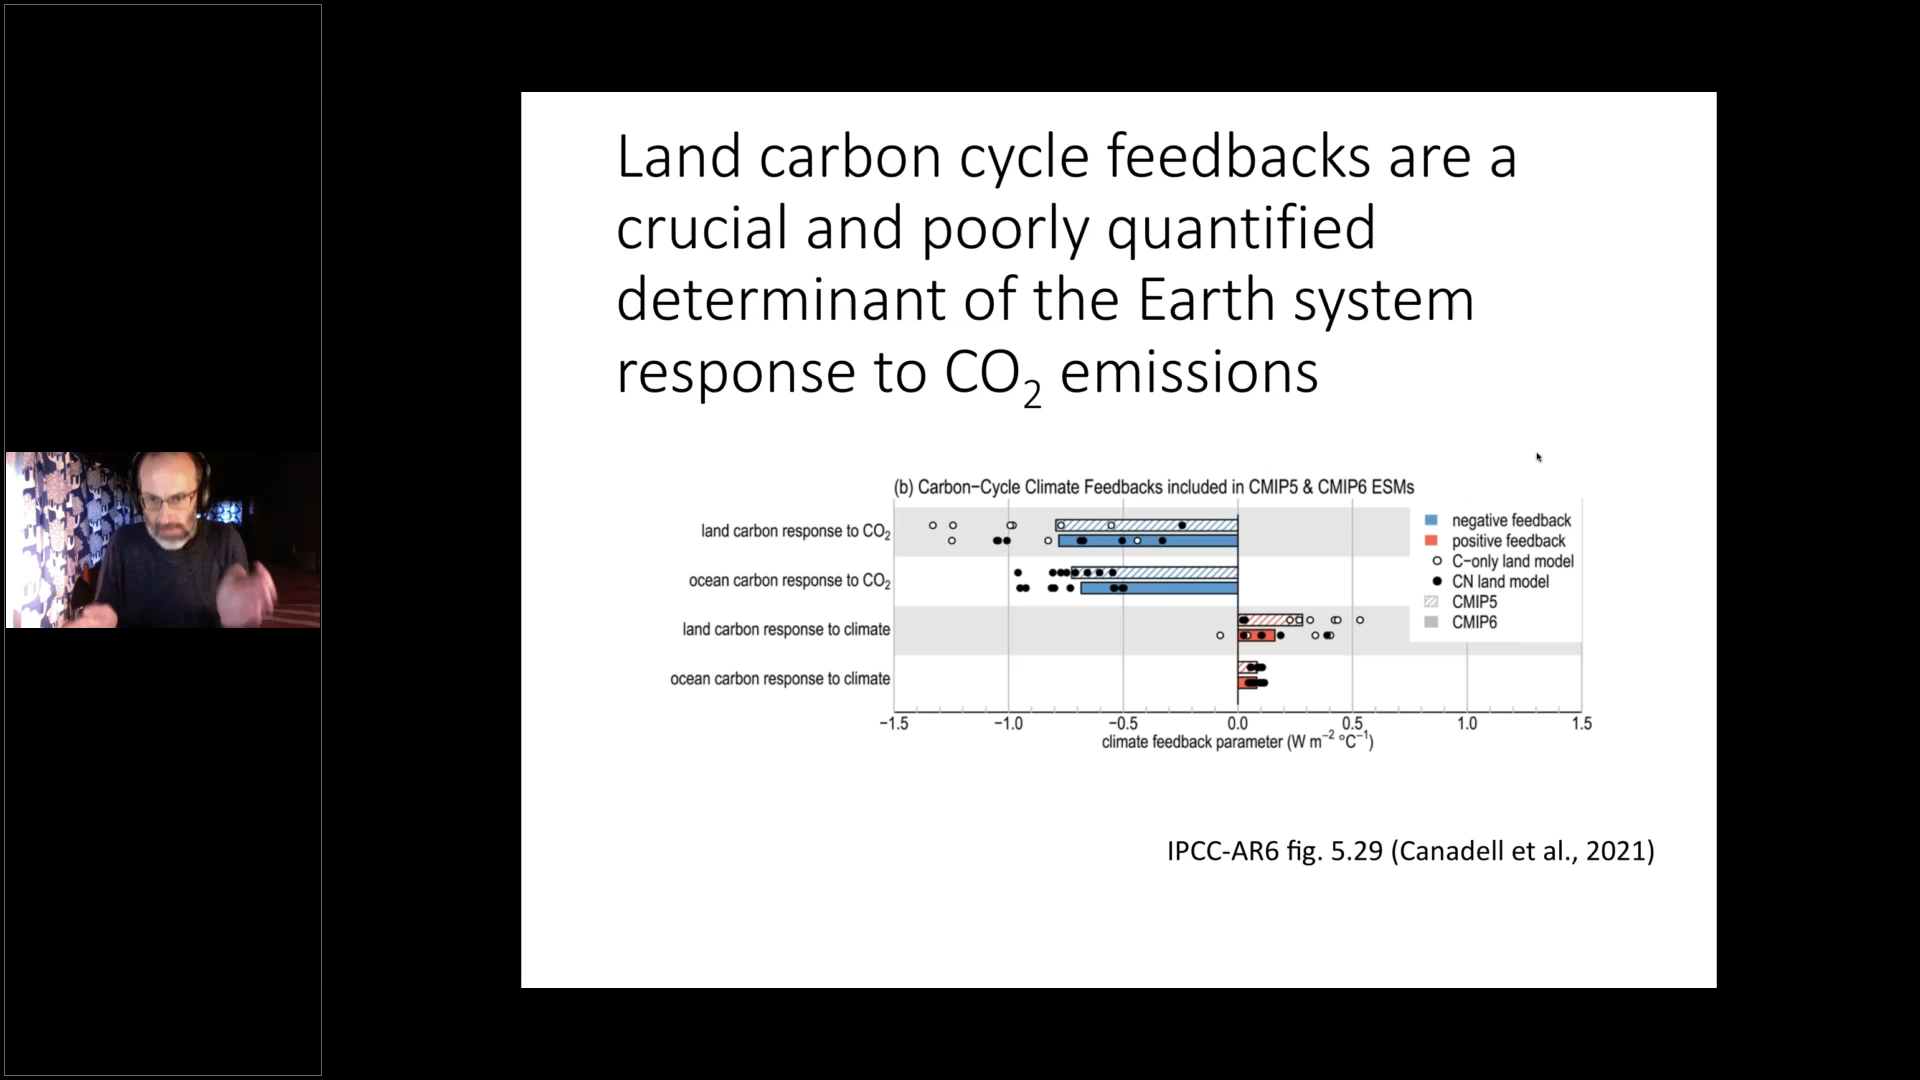 Land carbon cycle feedbacks are a
crucial and poorly quantified
determinant of the Earth system
response to CO₂ emissions
(b) Carbon−Cycle Climate Feedbacks included in CMIP5 & CMIP6 ESMs
land carbon response to CO₂
ocean carbon response to CO₂
land carbon response to climate
ocean carbon response to climate
negative feedback
positive feedback
C−only land model
CN land model
CMIP5
CMIP6
−1.5 −1.0 −0.5 0.0 0.5 1.0 1.5
climate feedback parameter (W m⁻² °C⁻¹)
IPCC-AR6 fig. 5.29 (Canadell et al., 2021)